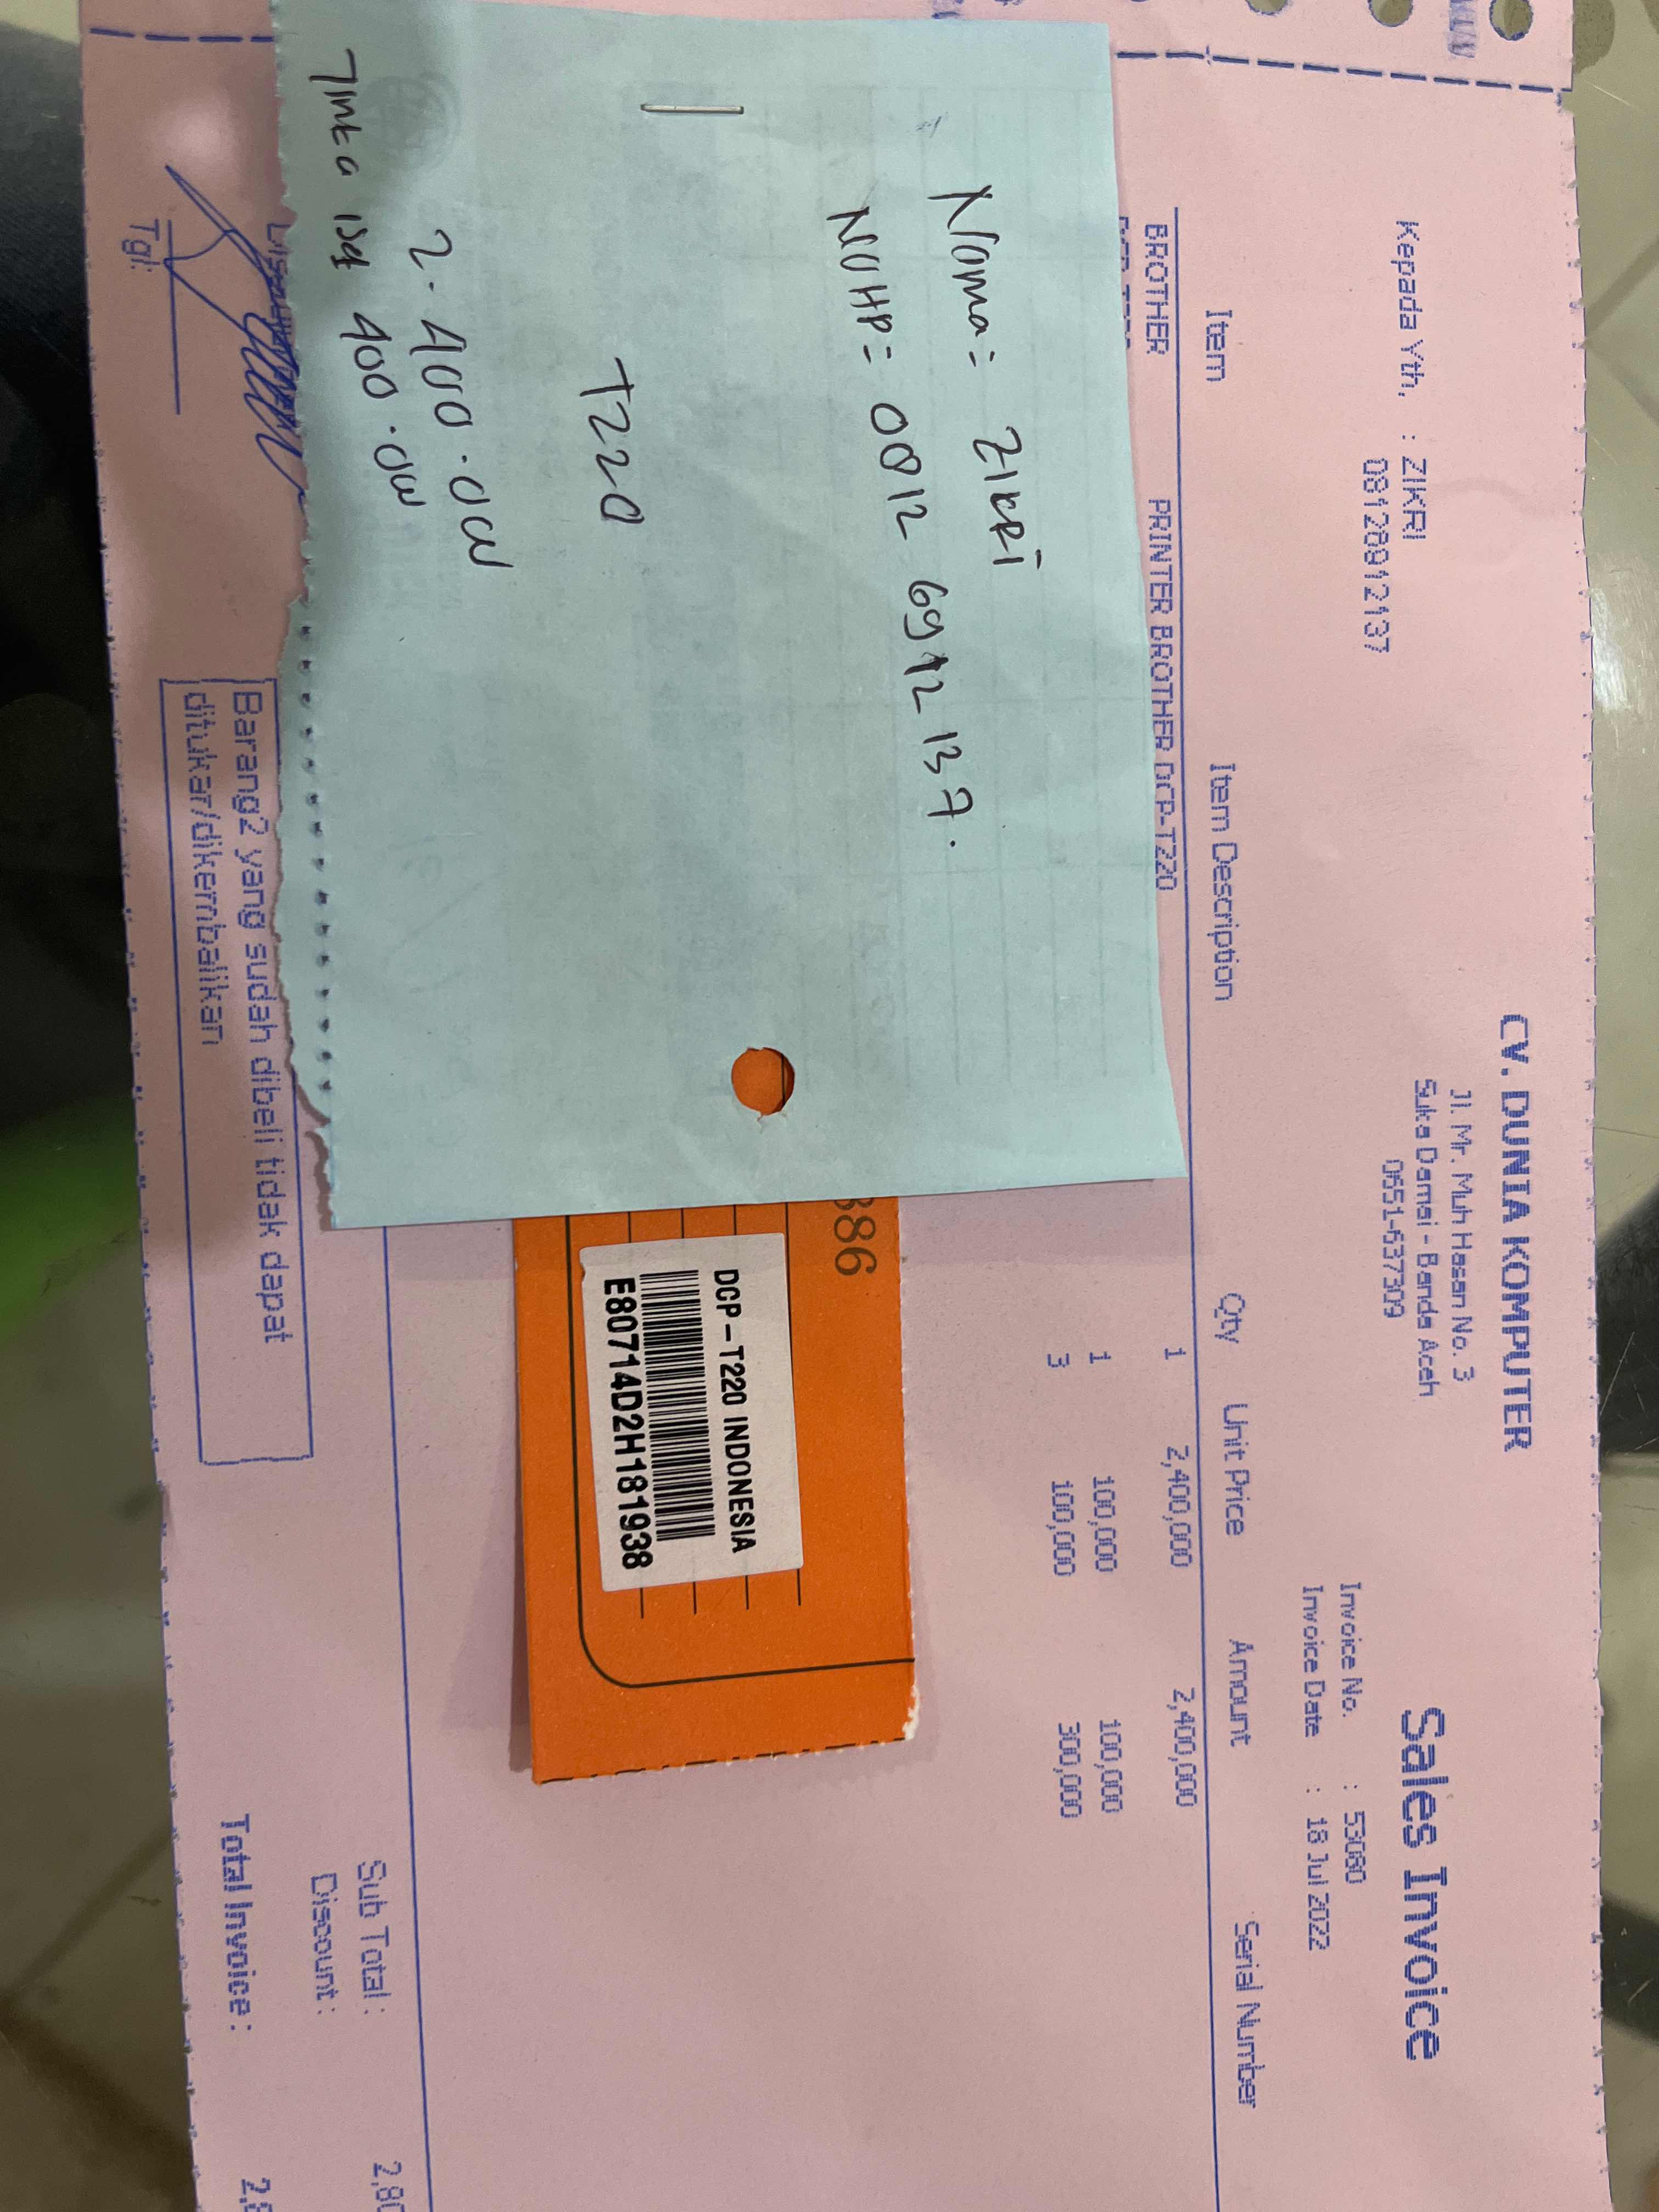 CV. DUNIA KOMPUTER
Jl. Mr. Muh Hasan No. 3
Suka Damai - Banda Aceh
0651-637309
Sales Invoice
Kepada Yth. : ZIKRI
081269912137
Invoice No. : 53080
Invoice Date : 18 Jul 2022
Item Item Description Qty Unit Price Amount Serial Number
BROTHER PRINTER BROTHER DCP-T220 1 2,400,000 2,400,000
1 100,000 100,000
3 100,000 300,000
Nama = ZIKRI
NO HP = 0812 6912 137.
T220
2.400.000
Tinta 1set 400.000
386
DCP-T220 INDONESIA
E80714D2H181938
Sub Total :
Discount :
Total Invoice :
Tgl:
Barang2 yang sudah dibeli tidak dapat
ditukar/dikembalikan